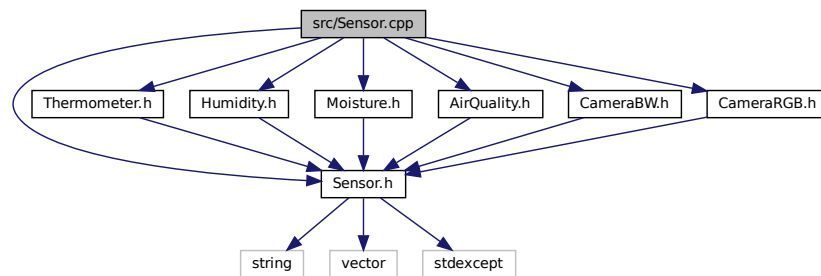 src/Sensor.cpp
Thermometer.h
Humidity.h
Moisture.h
AirQuality.h
CameraBW.h
CameraRGB.h
Sensor.h
string
vector
stdexcept